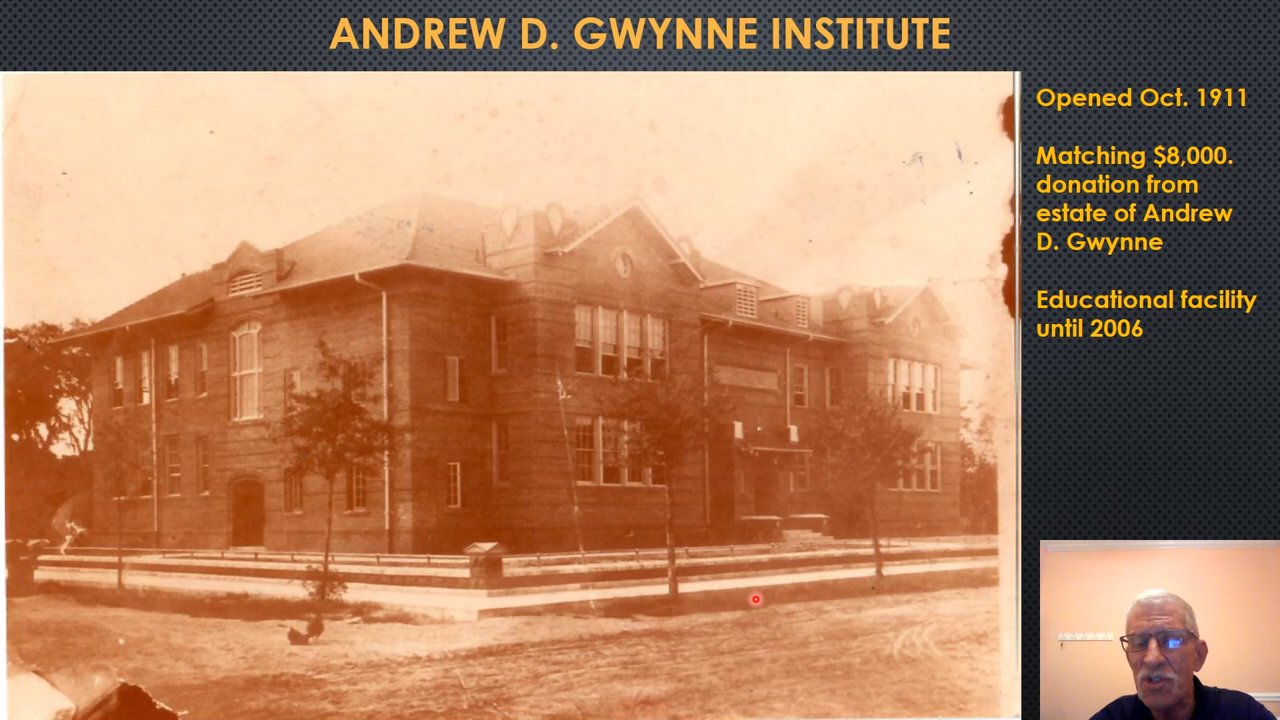 ANDREW D. GWYNNE INSTITUTE
Opened Oct. 1911
Matching $8,000.
donation from
estate of Andrew
D. Gwynne
Educational facility
until 2006